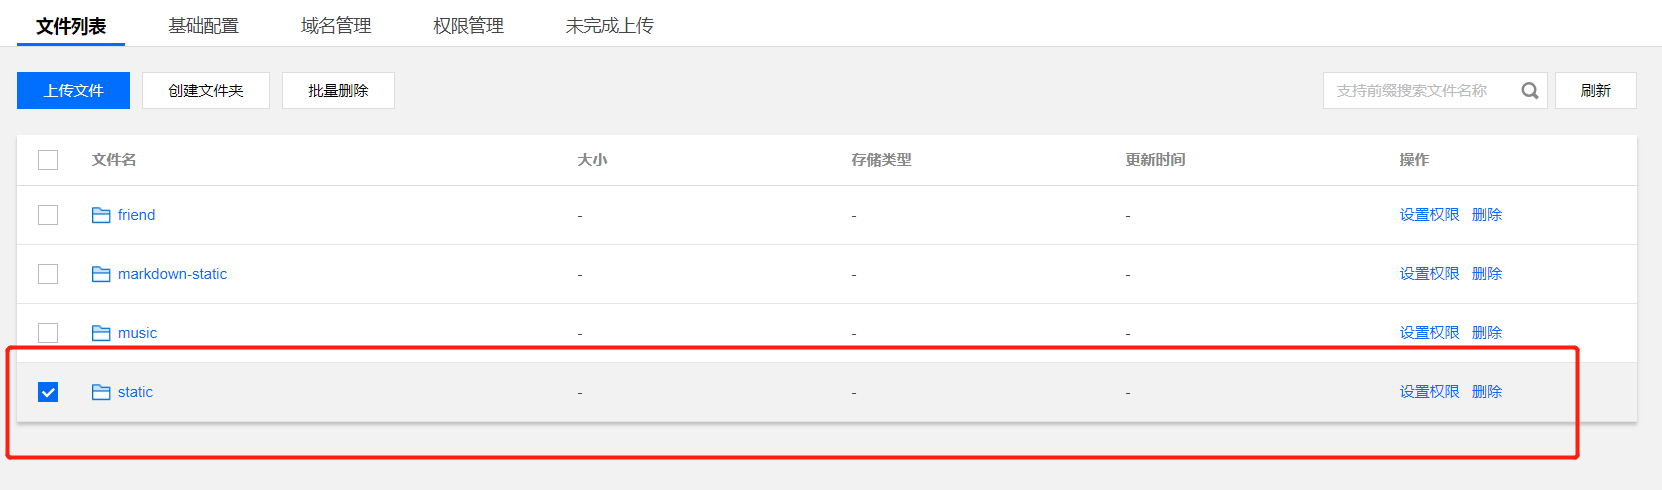 文件列表 基础配置 域名管理 权限管理 未完成上传
上传文件 创建文件夹 批量删除 支持前缀搜索文件名称 刷新
文件名 大小 存储类型 更新时间 操作
friend - - - 设置权限 删除
markdown-static - - - 设置权限 删除
music - - - 设置权限 删除
static - - - 设置权限 删除